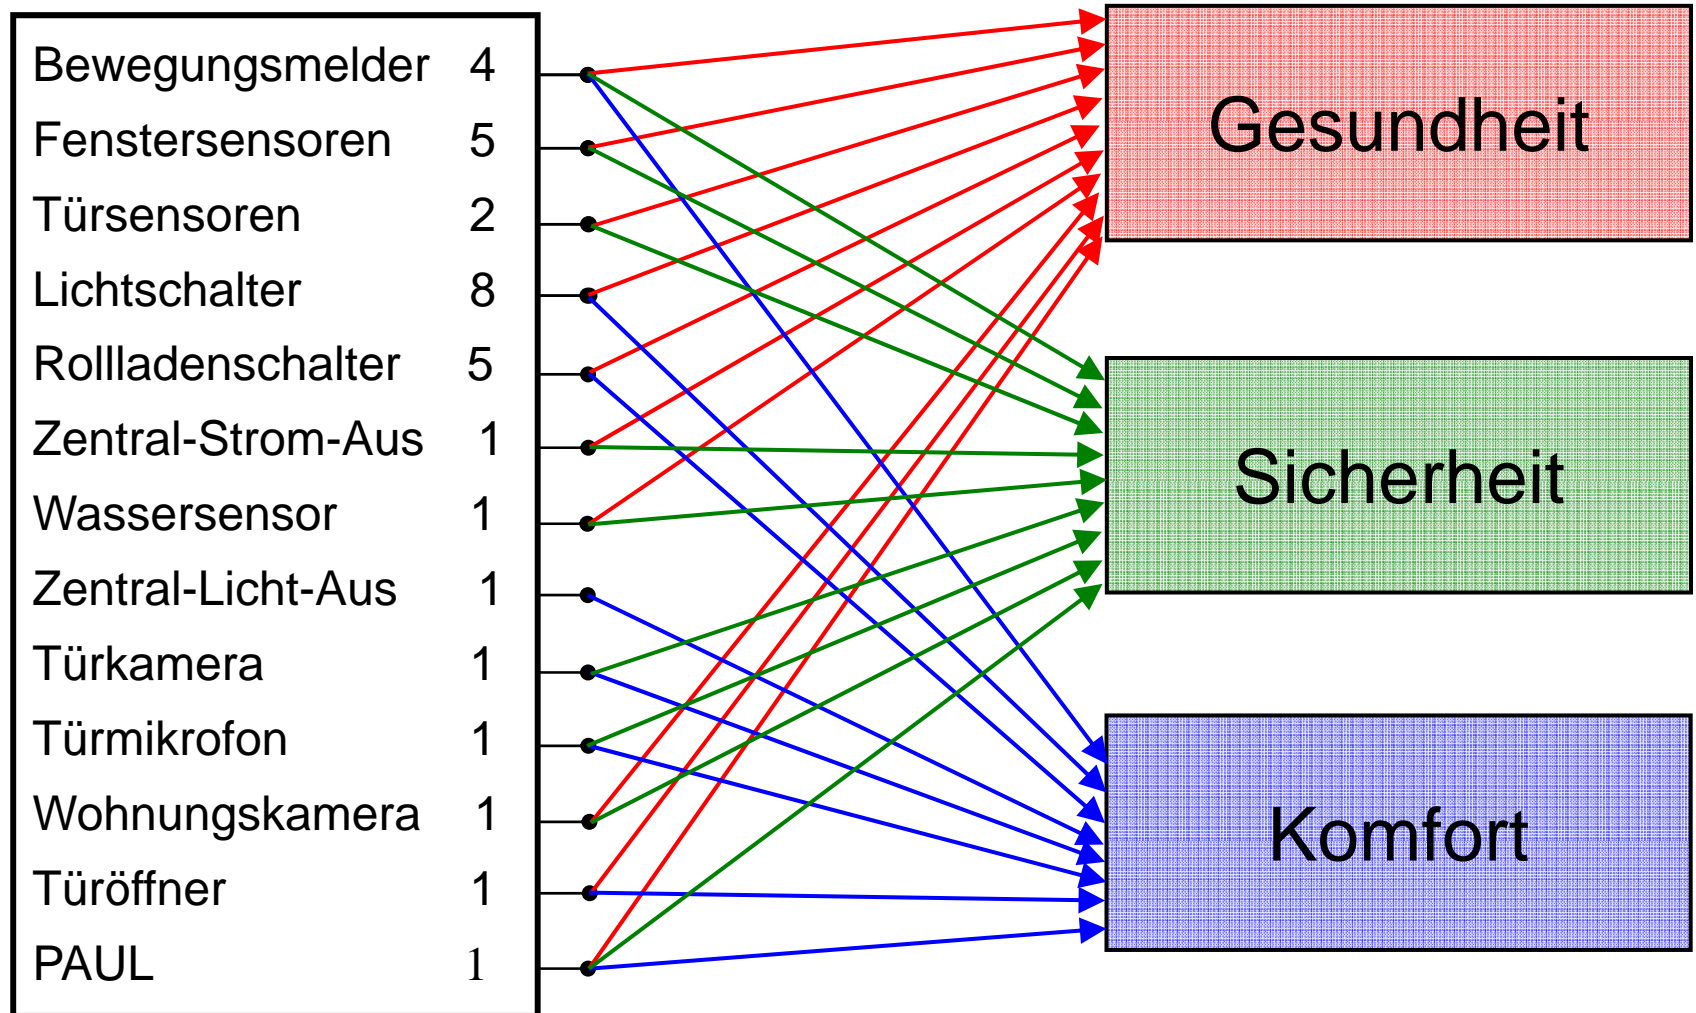 Bewegungsmelder 4
Fenstersensoren 5
Türsensoren 2
Lichtschalter 8
Rollladenschalter 5
Zentral-Strom-Aus 1
Wassersensor 1
Zentral-Licht-Aus 1
Türkamera 1
Türmikrofon 1
Wohnungskamera 1
Türöffner 1
PAUL 1
Gesundheit
Sicherheit
Komfort